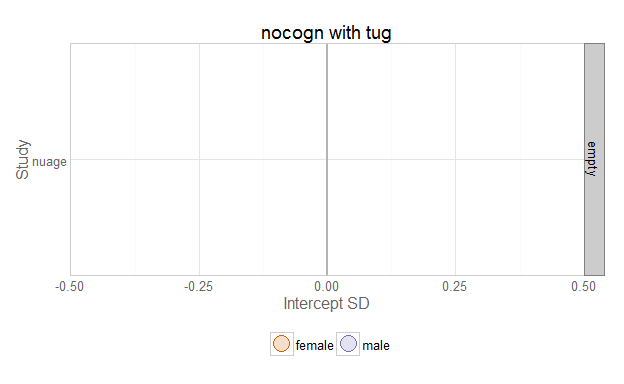 nocogn with tug
Study
nuage
empty
-0.50 -0.25 0.00 0.25 0.50
Intercept SD
female male